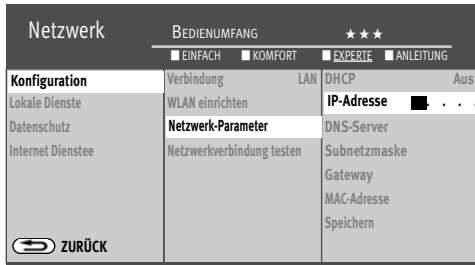 Netzwerk
BEDIENUMFANG ★★★
EINFACH KOMFORT EXPERTE ANLEITUNG
Konfiguration
Lokale Dienste
Datenschutz
Internet Dienstee
ZURÜCK
Verbindung LAN
WLAN einrichten
Netzwerk-Parameter
Netzwerkverbindung testen
DHCP Aus
IP-Adresse . . .
DNS-Server
Subnetzmaske
Gateway
MAC-Adresse
Speichern